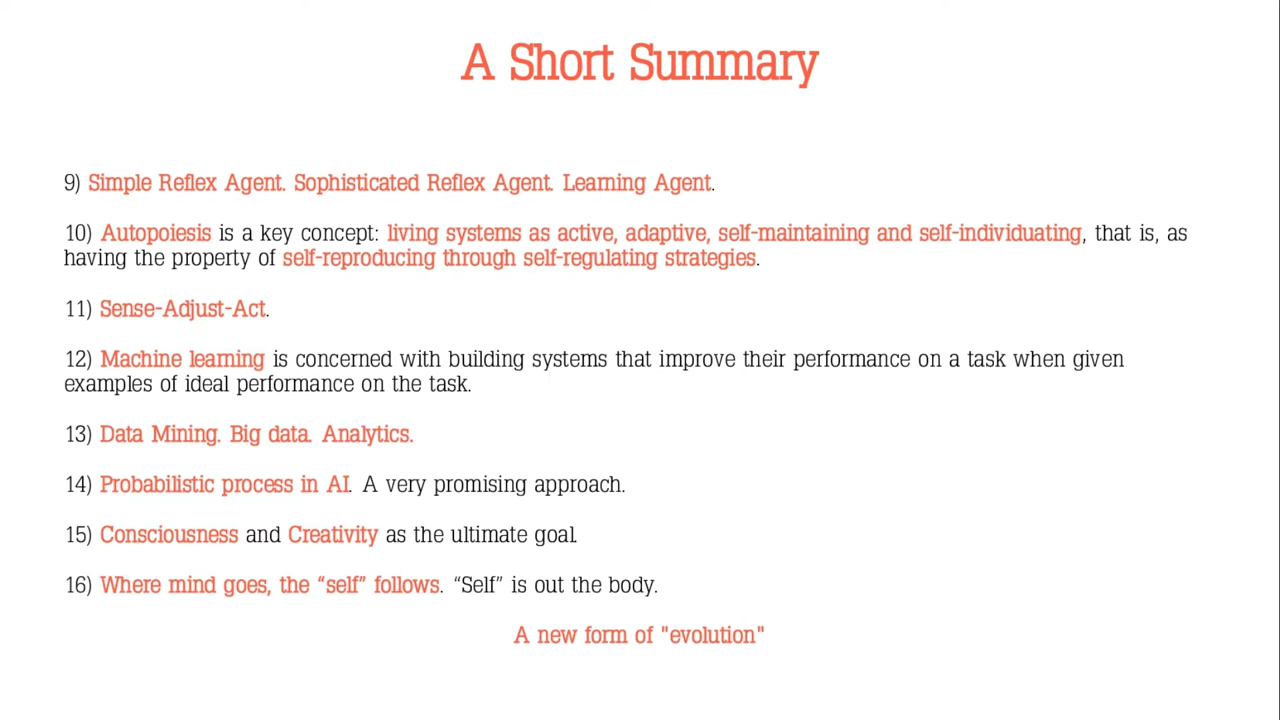 A Short Summary
9) Simple Reflex Agent. Sophisticated Reflex Agent. Learning Agent.
10) Autopoiesis is a key concept: living systems as active, adaptive, self-maintaining and self-individuating, that is, as
having the property of self-reproducing through self-regulating strategies.
11) Sense-Adjust-Act.
12) Machine learning is concerned with building systems that improve their performance on a task when given
examples of ideal performance on the task.
13) Data Mining. Big data. Analytics.
14) Probabilistic process in AI. A very promising approach.
15) Consciousness and Creativity as the ultimate goal.
16) Where mind goes, the “self” follows. “Self” is out the body.
A new form of "evolution"